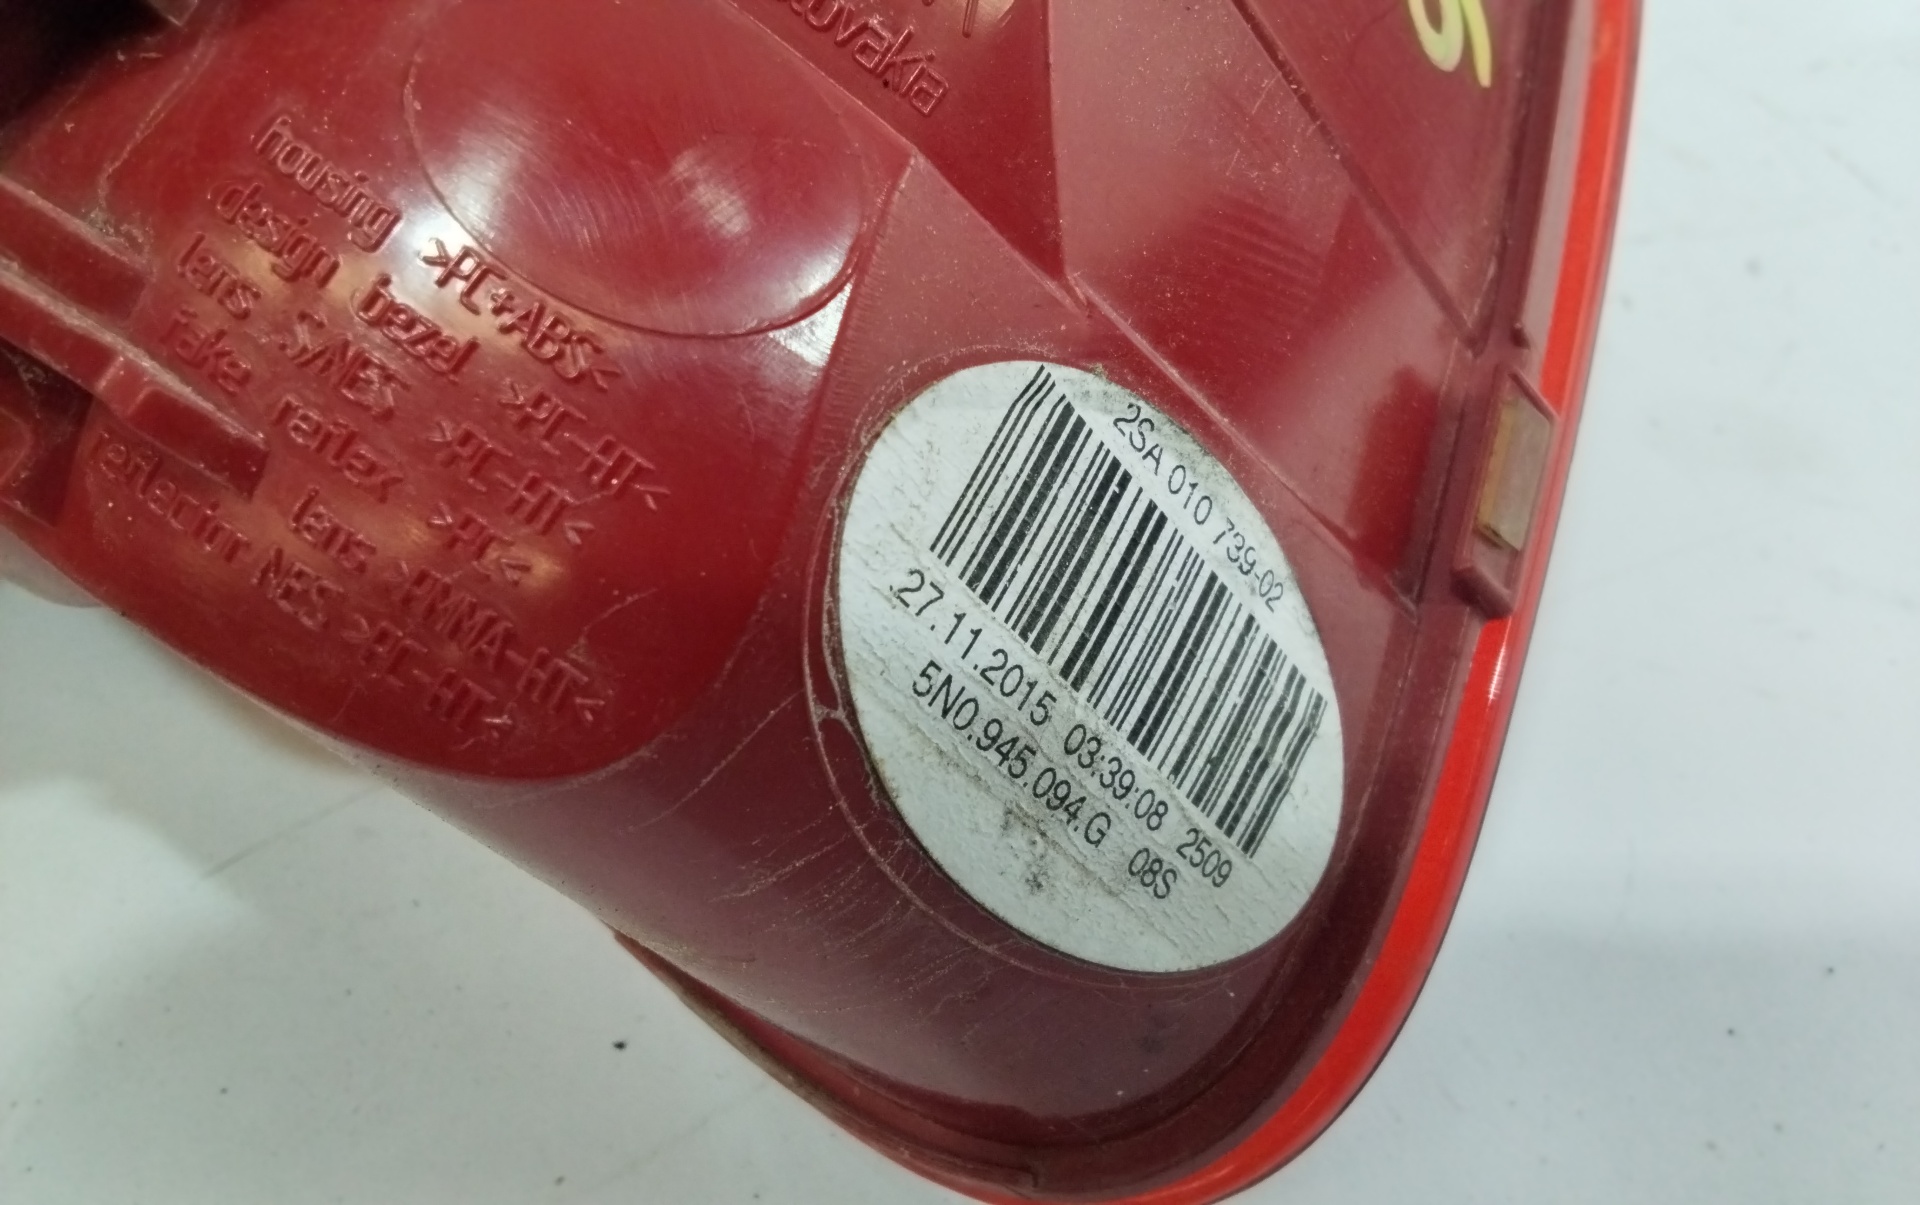 housing >PC+ABS<
design bezel >PC-HT<
lens S/NES >PC-HT<
fake reflex >PC<
lens >PMMA-HT<
reflector NES >PC-HT<
2SA 010 739-02
27.11.2015 03:39:08 2509
5N0.945.094.G 08S